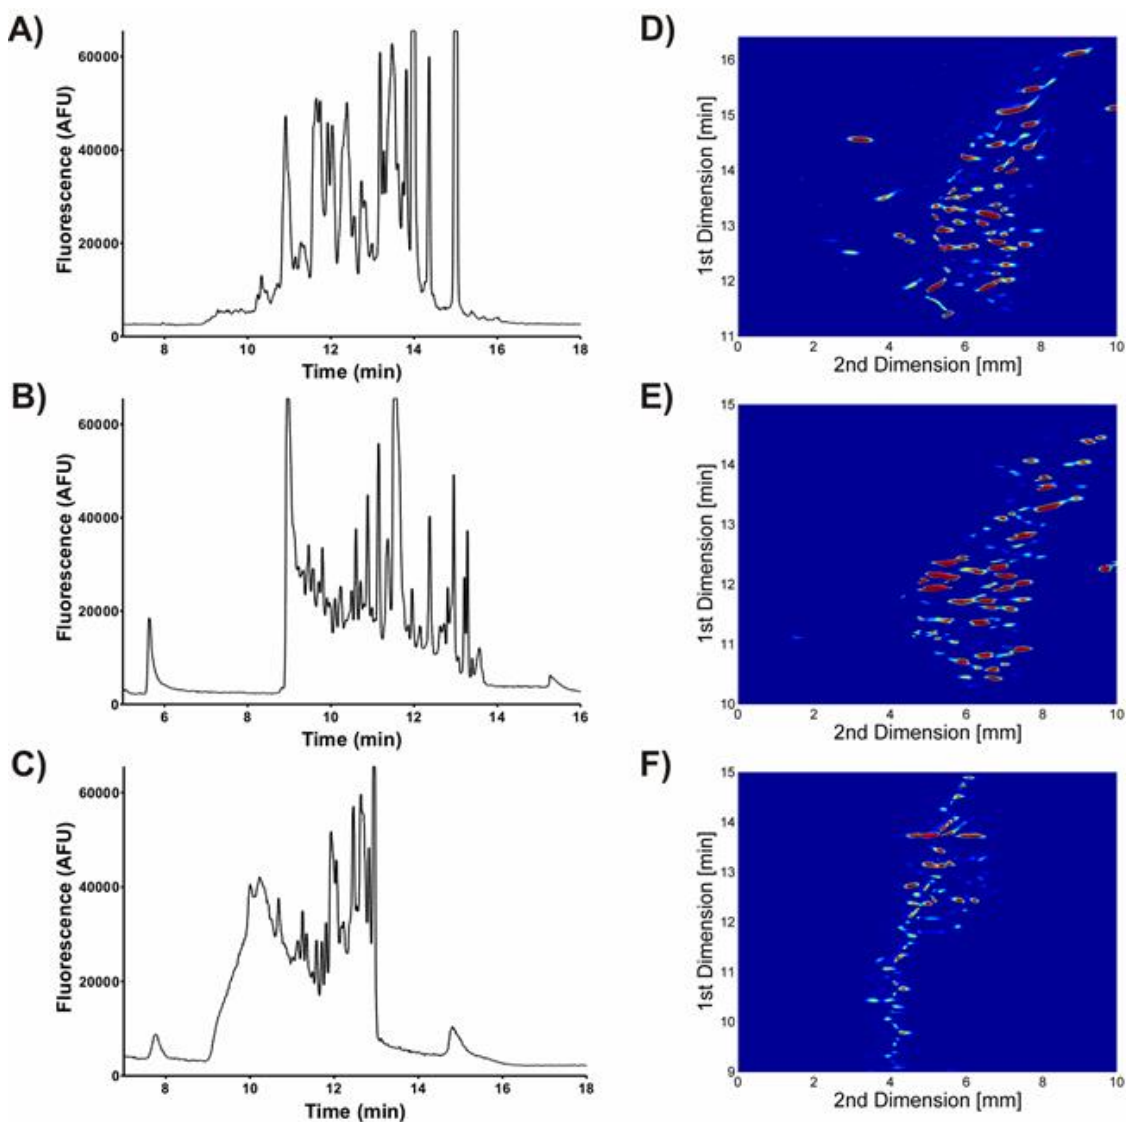 A)
Fluorescence (AFU)
60000
40000
20000
0
8 10 12 14 16 18
Time (min)
D)
1st Dimension [min]
16
15
14
13
12
11
0 2 4 6 8 10
2nd Dimension [mm]
B)
Fluorescence (AFU)
60000
40000
20000
0
6 8 10 12 14 16
Time (min)
E)
1st Dimension [min]
15
14
13
12
11
10
0 2 4 6 8 10
2nd Dimension [mm]
C)
Fluorescence (AFU)
60000
40000
20000
0
8 10 12 14 16 18
Time (min)
F)
1st Dimension [min]
15
14
13
12
11
10
9
0 2 4 6 8 10
2nd Dimension [mm]